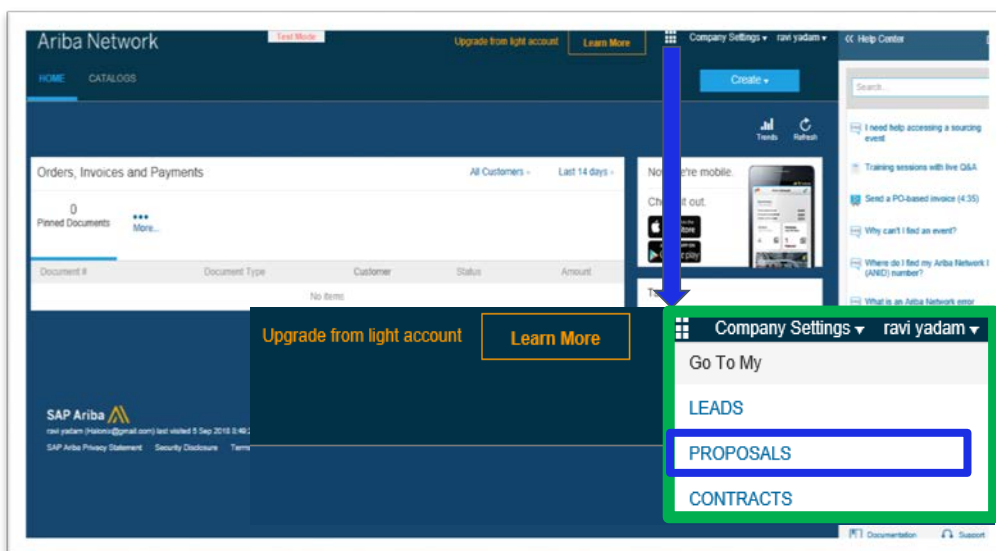 Ariba Network
Test Mode
Upgrade from light account
Learn More
Company Settings
ravi yadam
<< Help Center
HOME
CATALOGS
Create
Search...
Trends
Refresh
I need help accessing a sourcing
event
Training sessions with live Q&A
Send a PO-based invoice (4:35)
Why can't I find an event?
Where do I find my Ariba Network I
(ANID) number?
What is an Ariba Network error
Orders, Invoices and Payments
All Customers
Last 14 days
0
Pinned Documents
More...
Document #
Document Type
Customer
Status
Amount
No items
Upgrade from light account
Learn More
Company Settings
ravi yadam
Go To My
LEADS
PROPOSALS
CONTRACTS
SAP Ariba
SAP Ariba Privacy Statement
Security Disclosure
Documentation
Support